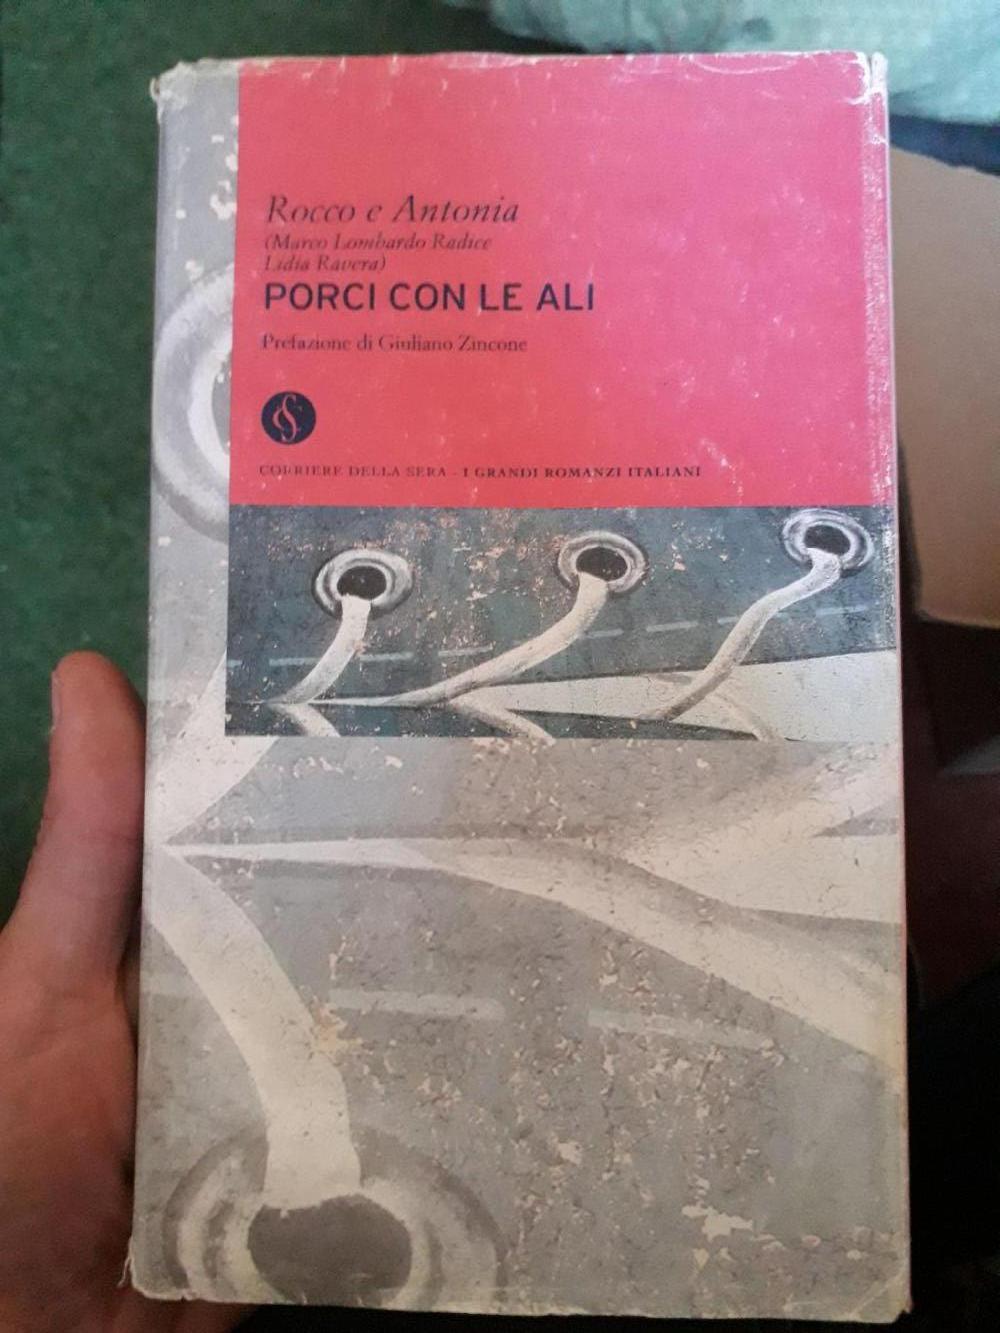 Rocco e Antonia
(Marco Lombardo Radice
Lidia Ravera)
PORCI CON LE ALI
Prefazione di Giuliano Zincone
CORRIERE DELLA SERA - I GRANDI ROMANZI ITALIANI